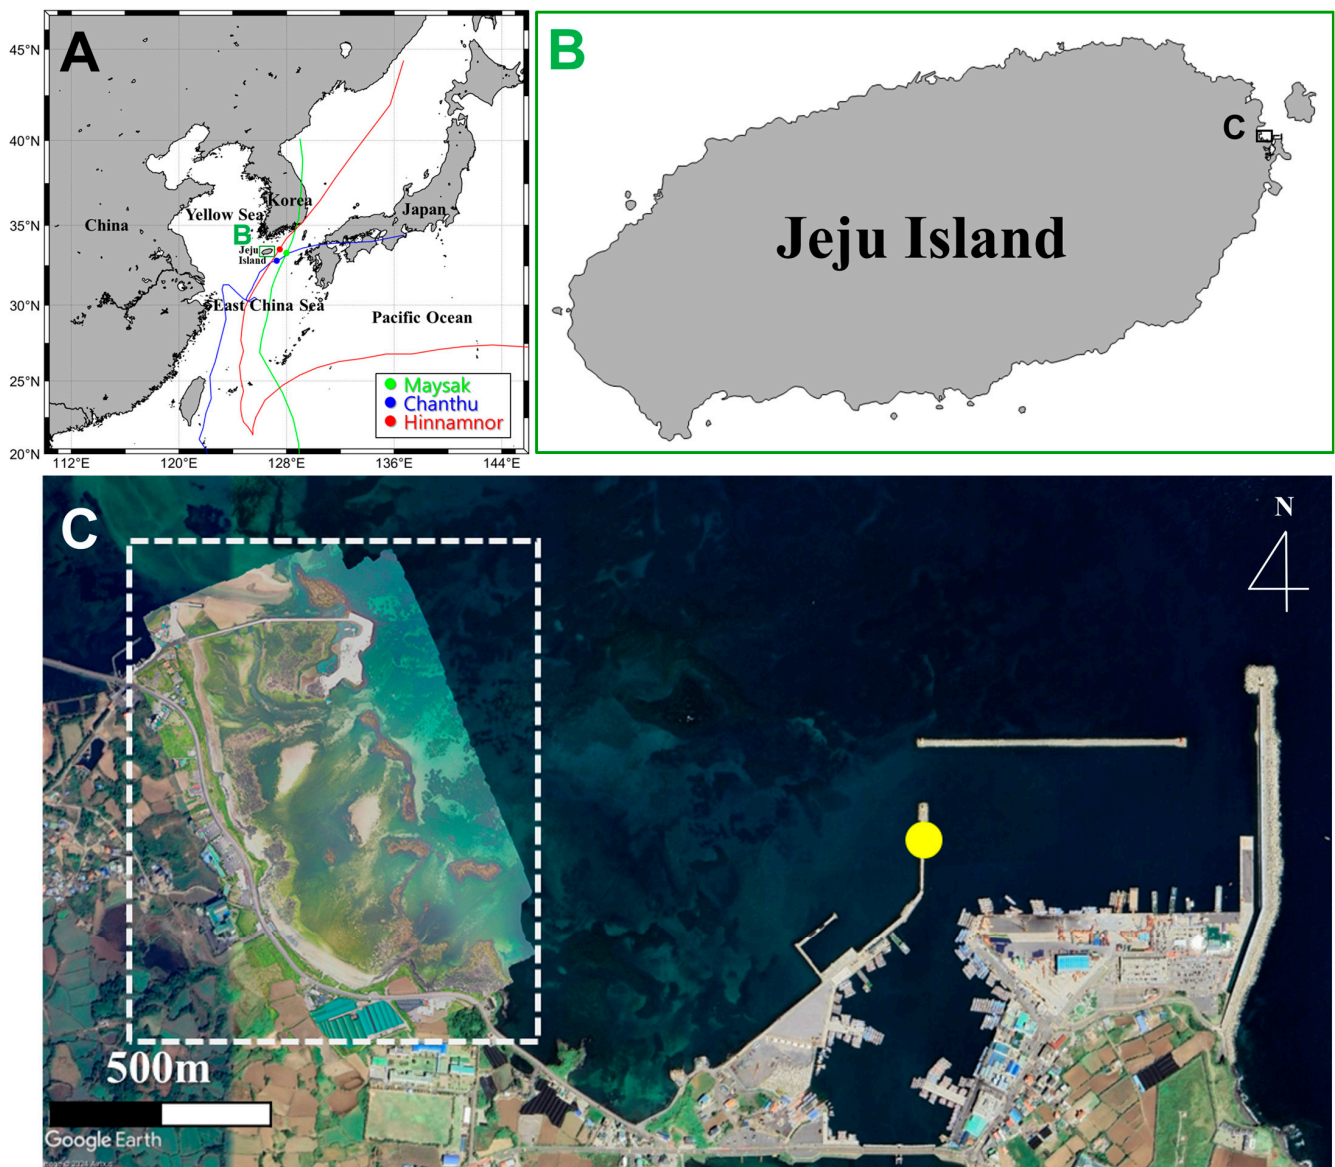 A
45°N
40°N
35°N
30°N
25°N
20°N
112°E
120°E
128°E
136°E
144°E
China
Yellow Sea
Korea
Japan
B
Jeju
Island
East China Sea
Pacific Ocean
Maysak
Chanthu
Hinnamnor
B
C
Jeju Island
C
N
500m
Google Earth